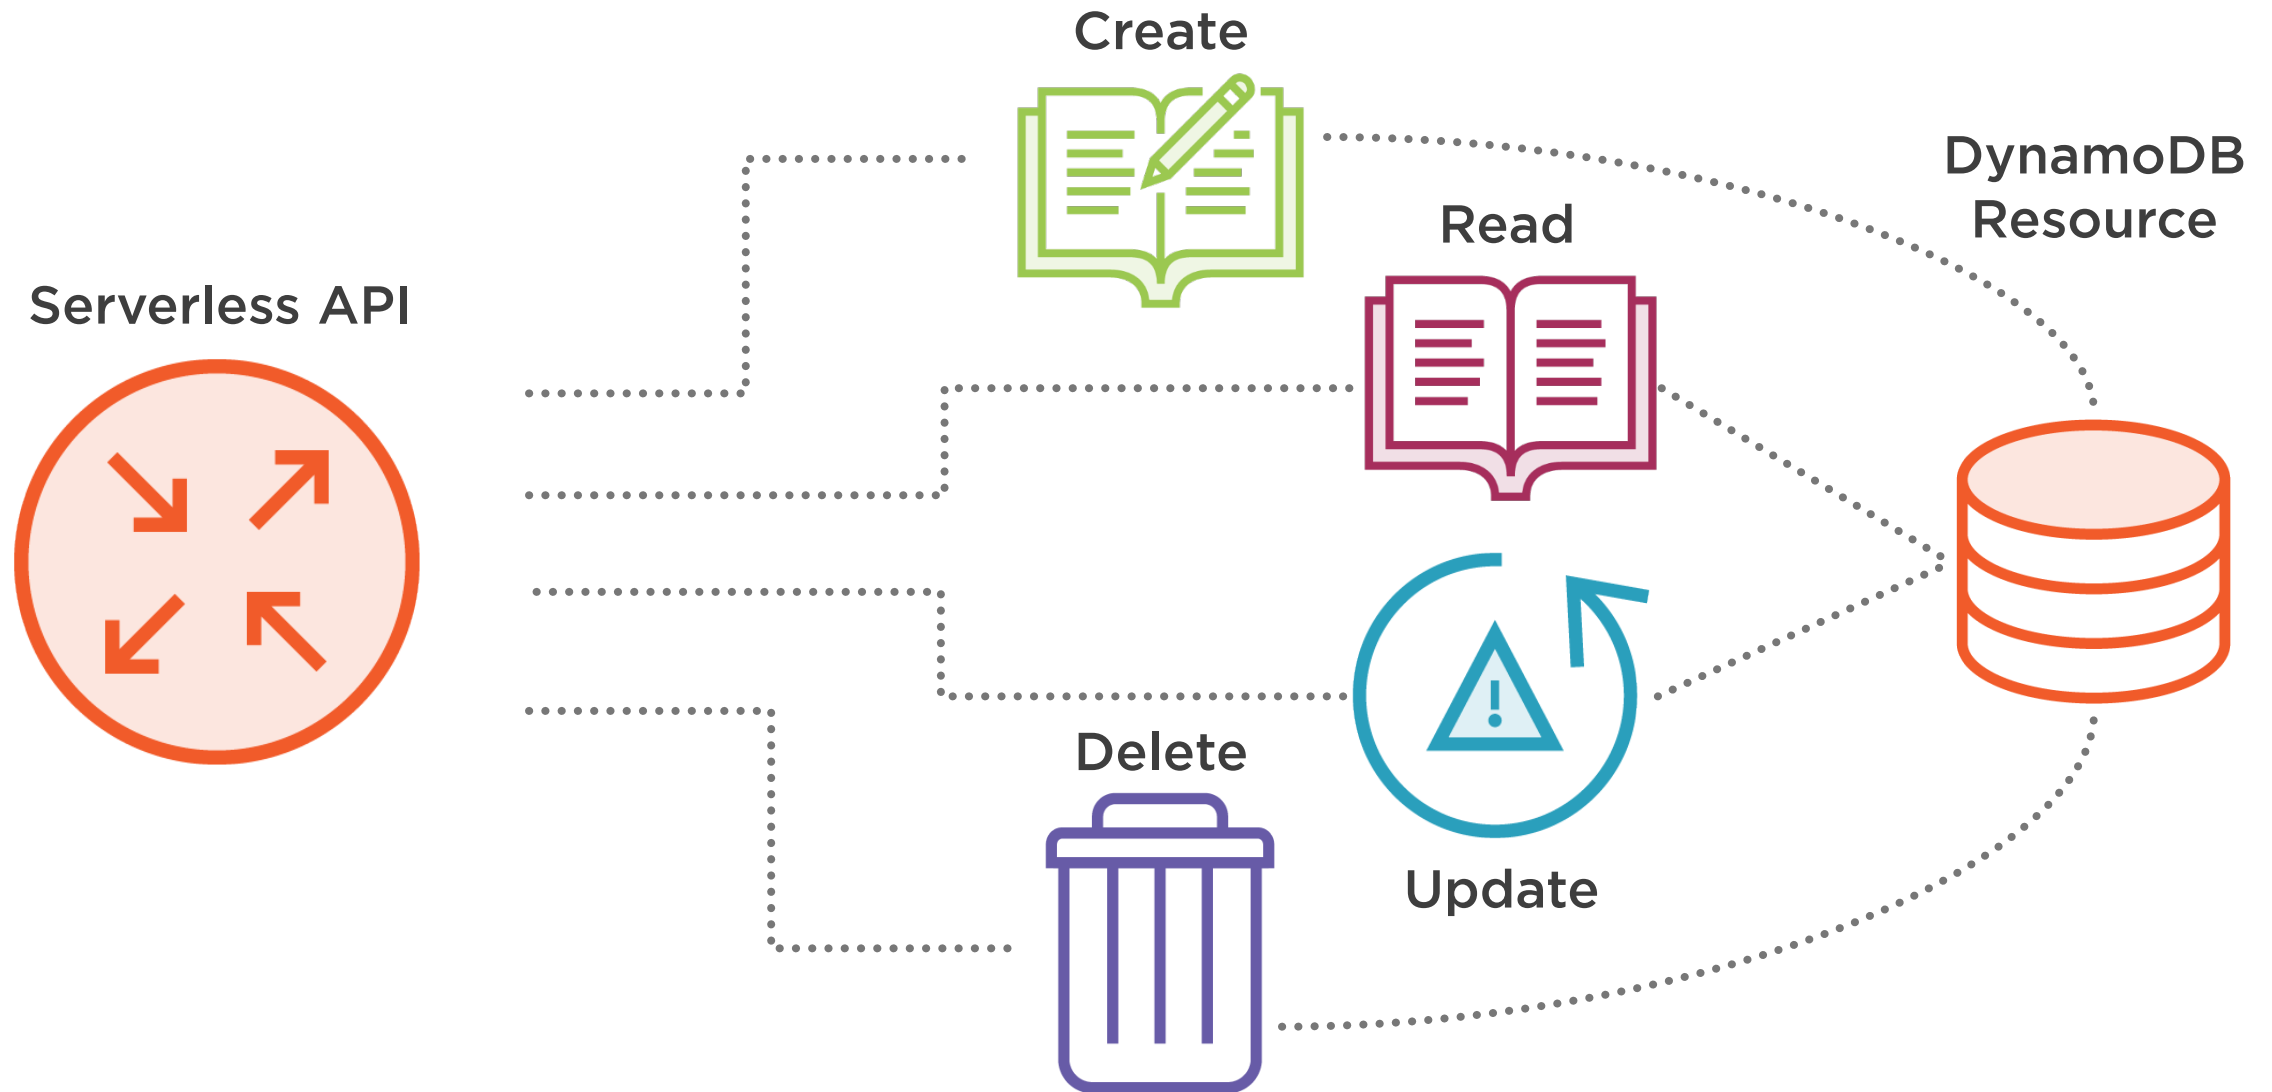 Create
DynamoDB
Resource
Read
Serverless API
Delete
Update